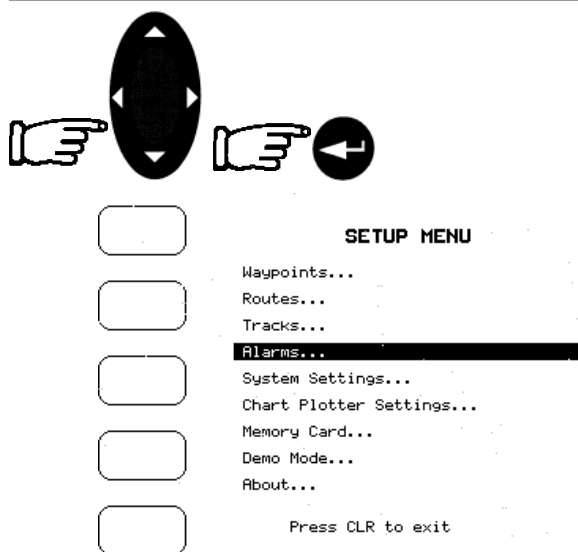 SETUP MENU
Waypoints...
Routes...
Tracks...
Alarms...
System Settings...
Chart Plotter Settings...
Memory Card...
Demo Mode...
About...
Press CLR to exit